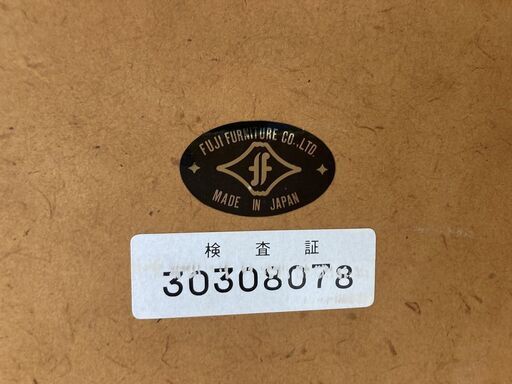 FUJI FURNITURE CO.,LTD.
ff
MADE IN JAPAN
検 査 証
30308078